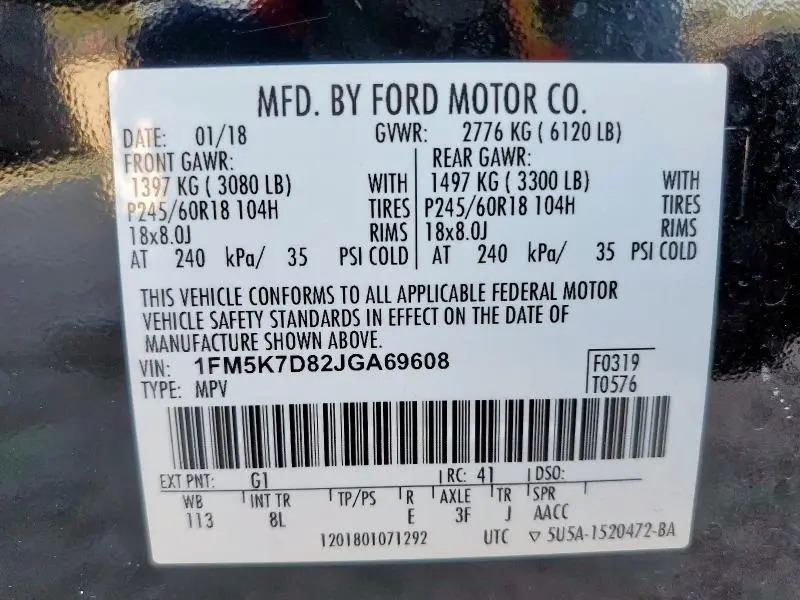 MFD. BY FORD MOTOR CO.
DATE: 01/18 GVWR: 2776 KG ( 6120 LB)
FRONT GAWR: REAR GAWR:
1397 KG ( 3080 LB) WITH 1497 KG ( 3300 LB) WITH
P245/60R18 104H TIRES P245/60R18 104H TIRES
18x8.0J RIMS 18x8.0J RIMS
AT 240 kPa/ 35 PSI COLD AT 240 kPa/ 35 PSI COLD
THIS VEHICLE CONFORMS TO ALL APPLICABLE FEDERAL MOTOR
VEHICLE SAFETY STANDARDS IN EFFECT ON THE DATE OF
MANUFACTURE SHOWN ABOVE.
VIN: 1FM5K7D82JGA69608 F0319
TYPE: MPV T0576
EXT PNT: G1 RC: 41 DSO:
WB INT TR TP/PS R AXLE TR SPR
113 8L E 3F J AACC
1201801071292 UTC ▽ 5U5A-1520472-BA